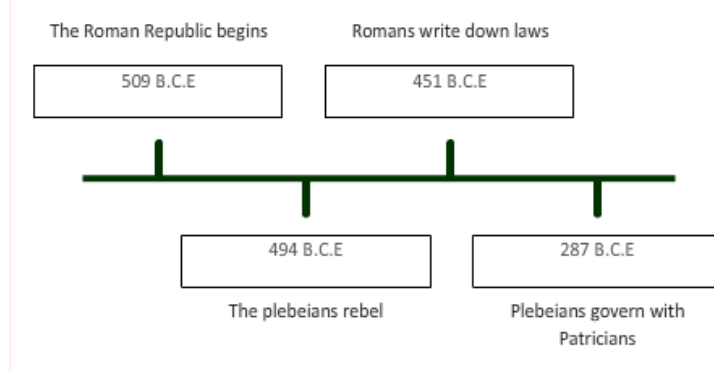 The Roman Republic begins
Romans write down laws
509 B.C.E
451 B.C.E
494 B.C.E
287 B.C.E
The plebeians rebel
Plebeians govern with
Patricians